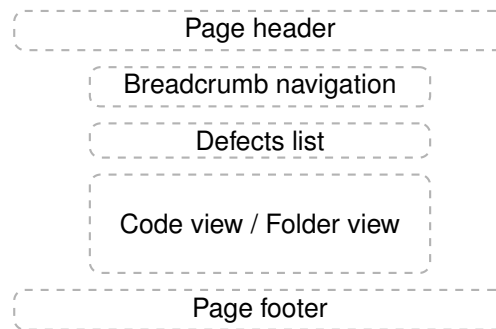 Page header
Breadcrumb navigation
Defects list
Code view / Folder view
Page footer